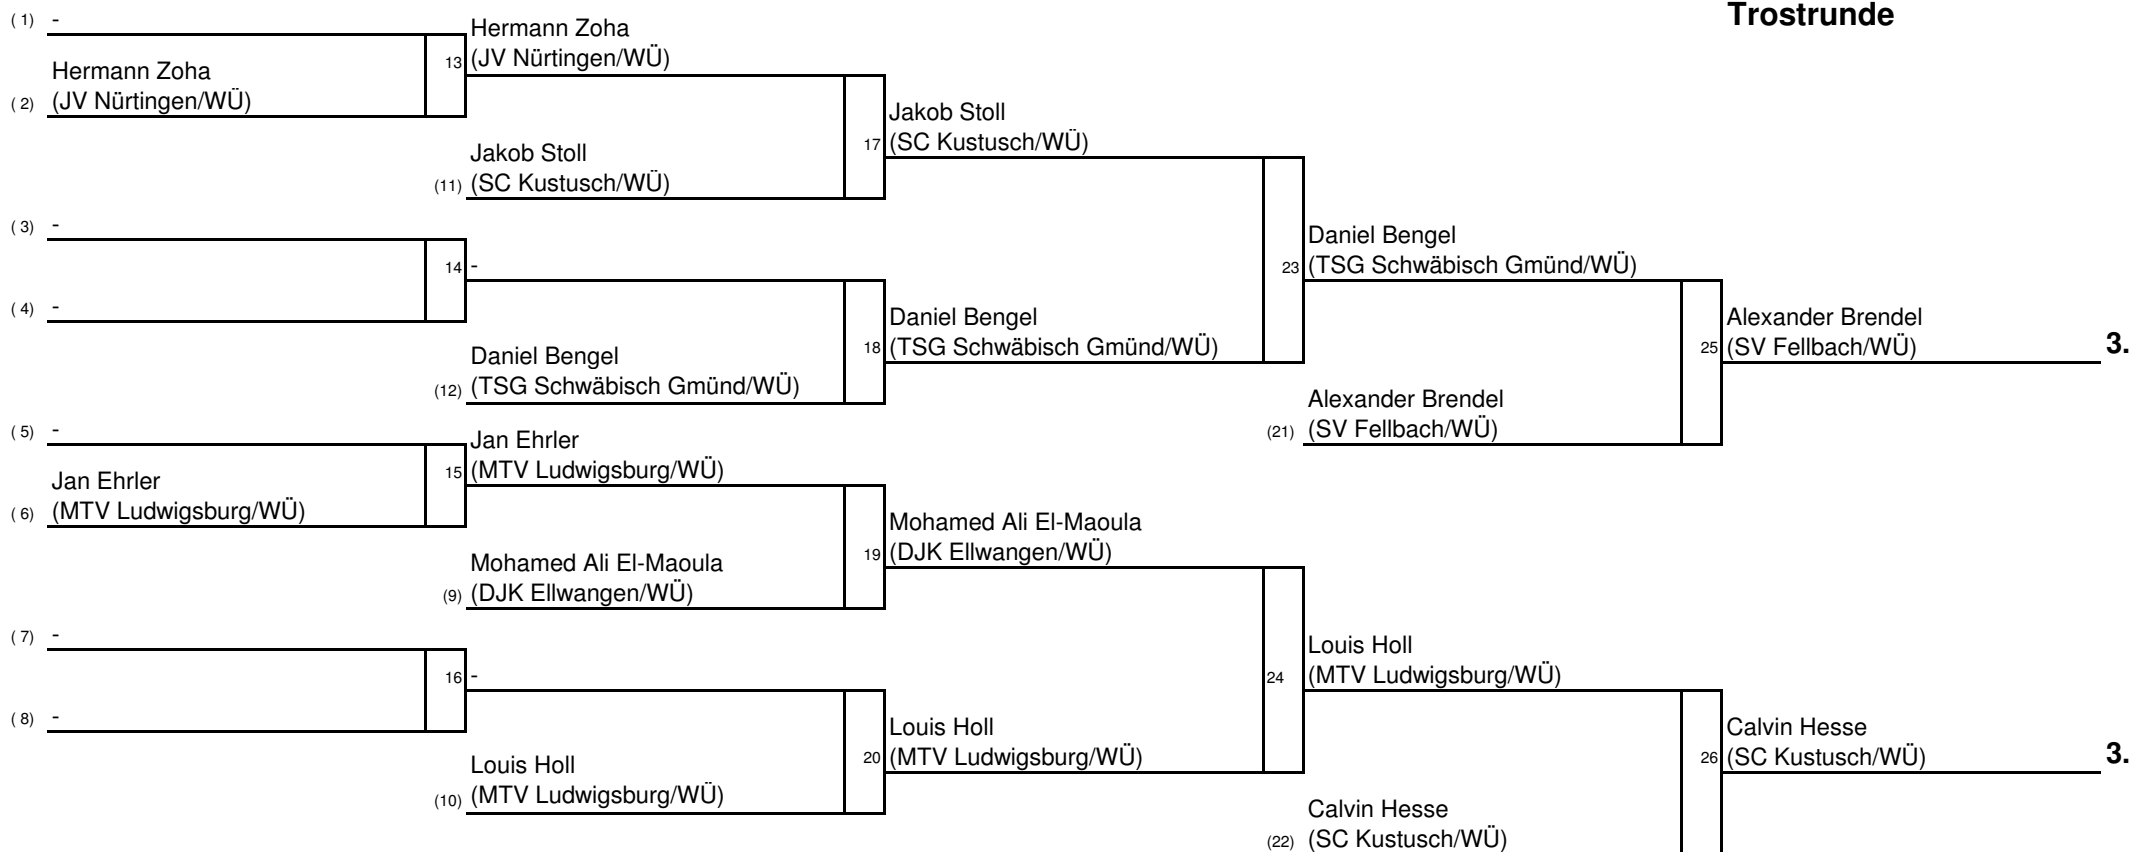 Trostrunde
( 1) -
Hermann Zoha
( 2) (JV Nürtingen/WÜ)
13
Hermann Zoha
(JV Nürtingen/WÜ)
Jakob Stoll
(11) (SC Kustusch/WÜ)
17
Jakob Stoll
(SC Kustusch/WÜ)
( 3) -
( 4) -
14 -
Daniel Bengel
(12) (TSG Schwäbisch Gmünd/WÜ)
18
Daniel Bengel
(TSG Schwäbisch Gmünd/WÜ)
23
Daniel Bengel
(TSG Schwäbisch Gmünd/WÜ)
Alexander Brendel
(21) (SV Fellbach/WÜ)
25
Alexander Brendel
(SV Fellbach/WÜ)
3.
( 5) -
Jan Ehrler
( 6) (MTV Ludwigsburg/WÜ)
15
Jan Ehrler
(MTV Ludwigsburg/WÜ)
Mohamed Ali El-Maoula
(9) (DJK Ellwangen/WÜ)
19
Mohamed Ali El-Maoula
(DJK Ellwangen/WÜ)
( 7) -
( 8) -
16 -
Louis Holl
(10) (MTV Ludwigsburg/WÜ)
20
Louis Holl
(MTV Ludwigsburg/WÜ)
24
Louis Holl
(MTV Ludwigsburg/WÜ)
Calvin Hesse
(22) (SC Kustusch/WÜ)
26
Calvin Hesse
(SC Kustusch/WÜ)
3.